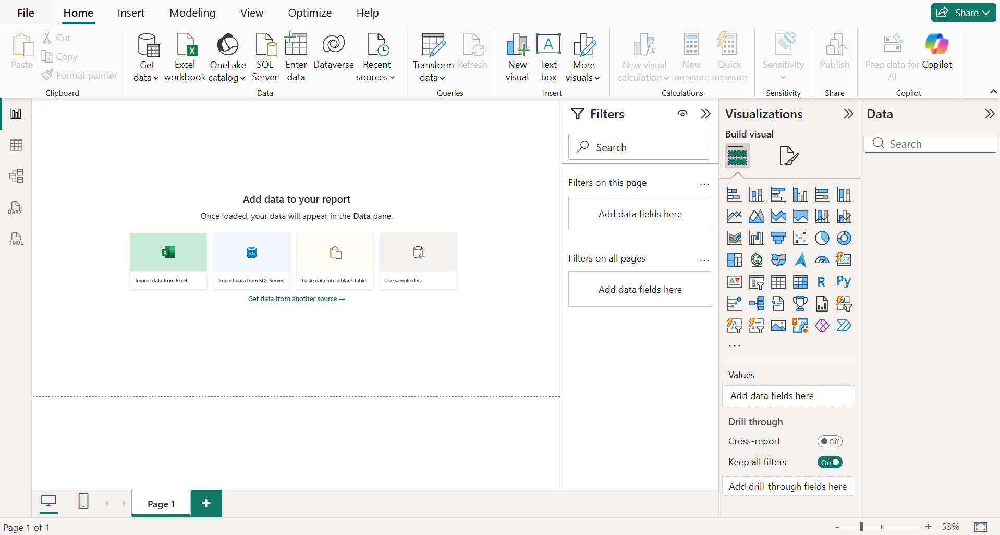 File Home Insert Modeling View Optimize Help Share
Paste
Cut
Copy
Format painter
Clipboard
Get data
Excel workbook
OneLake catalog
SQL Server
Enter data
Dataverse
Recent sources
Data
Transform data
Refresh
Queries
New visual
Text box
More visuals
Insert
New visual calculation
New measure
Quick measure
Calculations
Sensitivity
Sensitivity
Publish
Share
Prep data for AI
Copilot
Copilot
DAX
TMDL
Add data to your report
Once loaded, your data will appear in the Data pane.
Import data from Excel
SQL
Import data from SQL Server
Paste data into a blank table
Use sample data
Get data from another source →
Filters
Search
Filters on this page ...
Add data fields here
Filters on all pages ...
Add data fields here
Visualizations
Build visual
123
R Py
...
Values
Add data fields here
Drill through
Cross-report Off
Keep all filters On
Add drill-through fields here
Data
Search
Page 1 +
Page 1 of 1
- + 53%